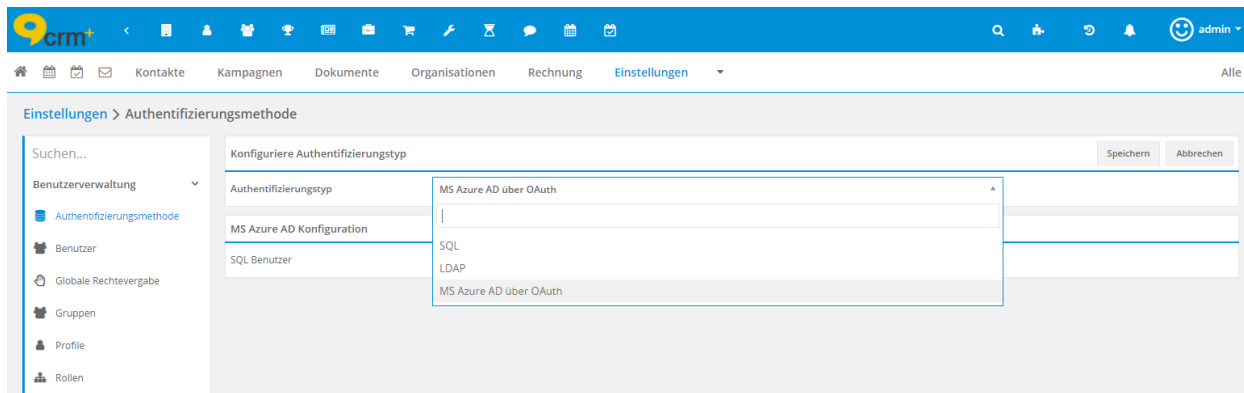 crm+
admin
Kontakte Kampagnen Dokumente Organisationen Rechnung Einstellungen Alle
Einstellungen > Authentifizierungsmethode
Suchen...
Benutzerverwaltung
Authentifizierungsmethode
Benutzer
Globale Rechtevergabe
Gruppen
Profile
Rollen
Konfiguriere Authentifizierungstyp Speichern Abbrechen
Authentifizierungstyp MS Azure AD über OAuth
SQL
LDAP
MS Azure AD über OAuth
MS Azure AD Konfiguration
SQL Benutzer